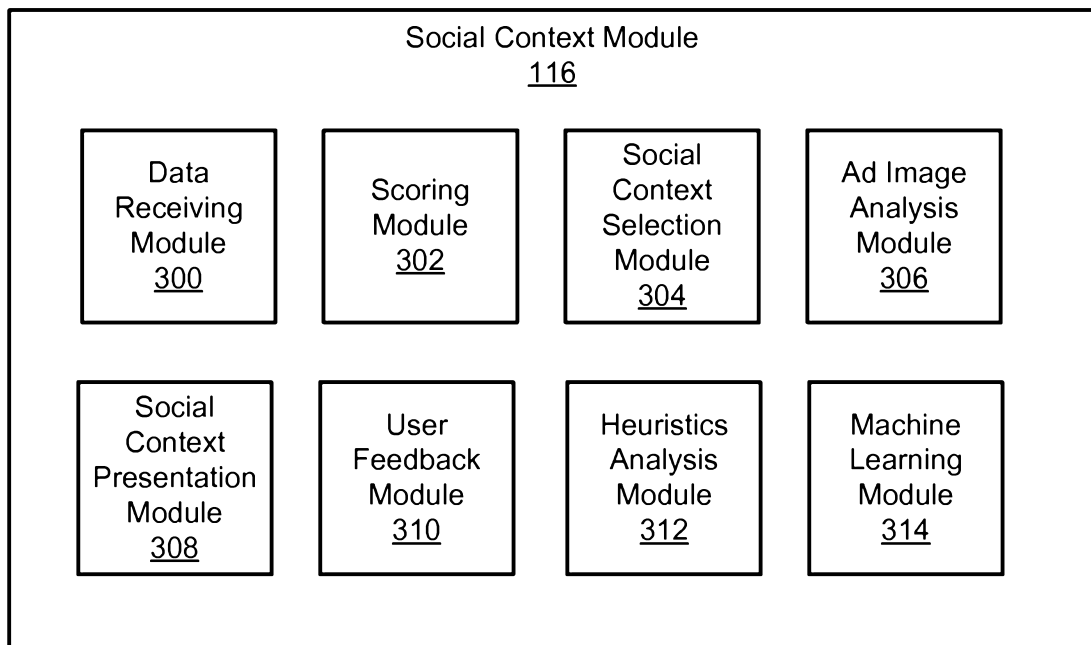 Social Context Module
116
Data
Receiving
Module
300
Scoring
Module
302
Social
Context
Selection
Module
304
Ad Image
Analysis
Module
306
Social
Context
Presentation
Module
308
User
Feedback
Module
310
Heuristics
Analysis
Module
312
Machine
Learning
Module
314